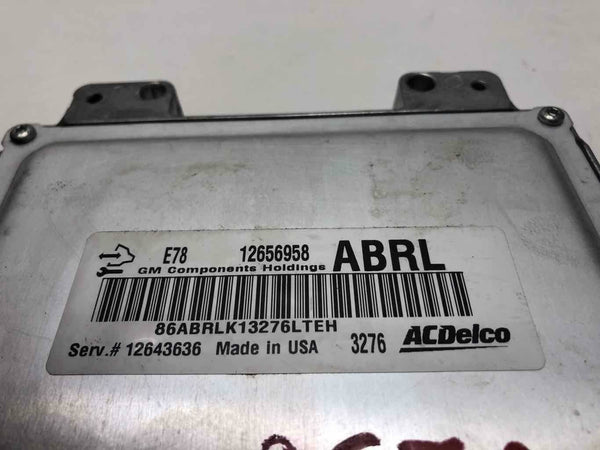 E78 12656958 ABRL
GM Components Holdings
86ABRLK13276LTEH
Serv.# 12643636 Made in USA 3276 ACDelco